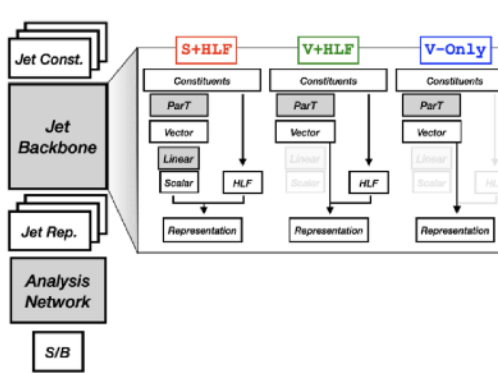 Jet Const.
Jet
Backbone
Jet Rep.
Analysis
Network
S/B
S+HLF
Constituents
ParT
Vector
Linear
Scalar
HLF
Representation
V+HLF
Constituents
ParT
Vector
Linear
Scalar
HLF
Representation
V-Only
Constituents
ParT
Vector
Linear
Scalar
HL
Representation